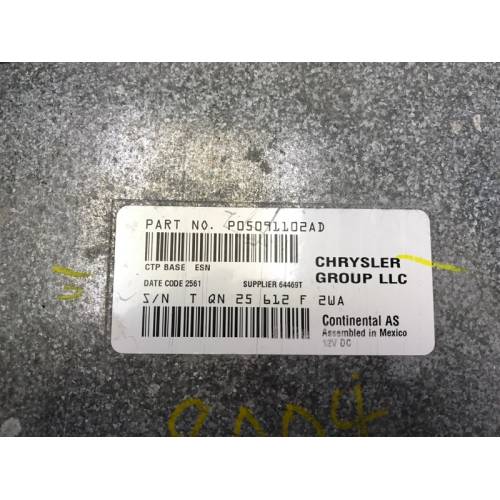 PART NO. P05091102AD
CTP BASE ESN
DATE CODE 2561 SUPPLIER 64469T
CHRYSLER
GROUP LLC
S/N T QN 25 612 F 2WA
Continental AS
Assembled in Mexico
12V DC